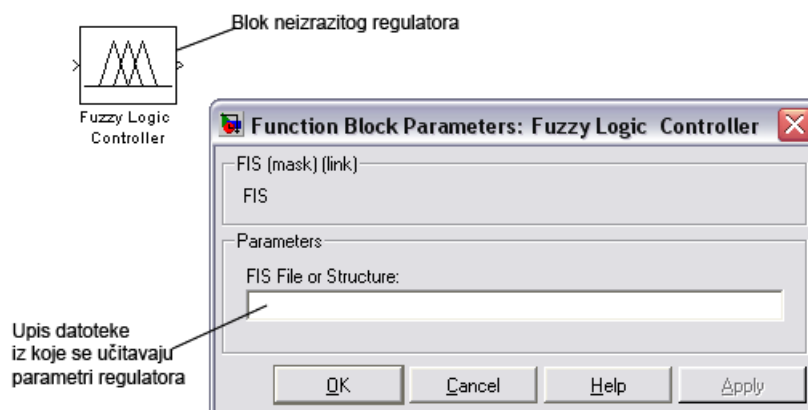 Blok neizrazitog regulatora
Fuzzy Logic
Controller
Function Block Parameters: Fuzzy Logic Controller
FIS (mask) (link)
FIS
Parameters
FIS File or Structure:
Upis datoteke
iz koje se učitavaju
parametri regulatora
OK Cancel Help Apply